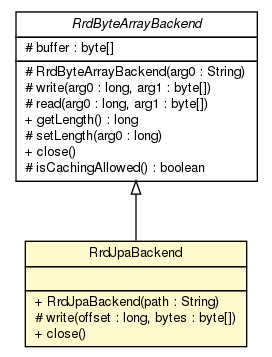 RrdByteArrayBackend
# buffer : byte[]
# RrdByteArrayBackend(arg0 : String)
# write(arg0 : long, arg1 : byte[])
# read(arg0 : long, arg1 : byte[])
+ getLength() : long
# setLength(arg0 : long)
+ close()
# isCachingAllowed() : boolean
RrdJpaBackend
+ RrdJpaBackend(path : String)
# write(offset : long, bytes : byte[])
+ close()